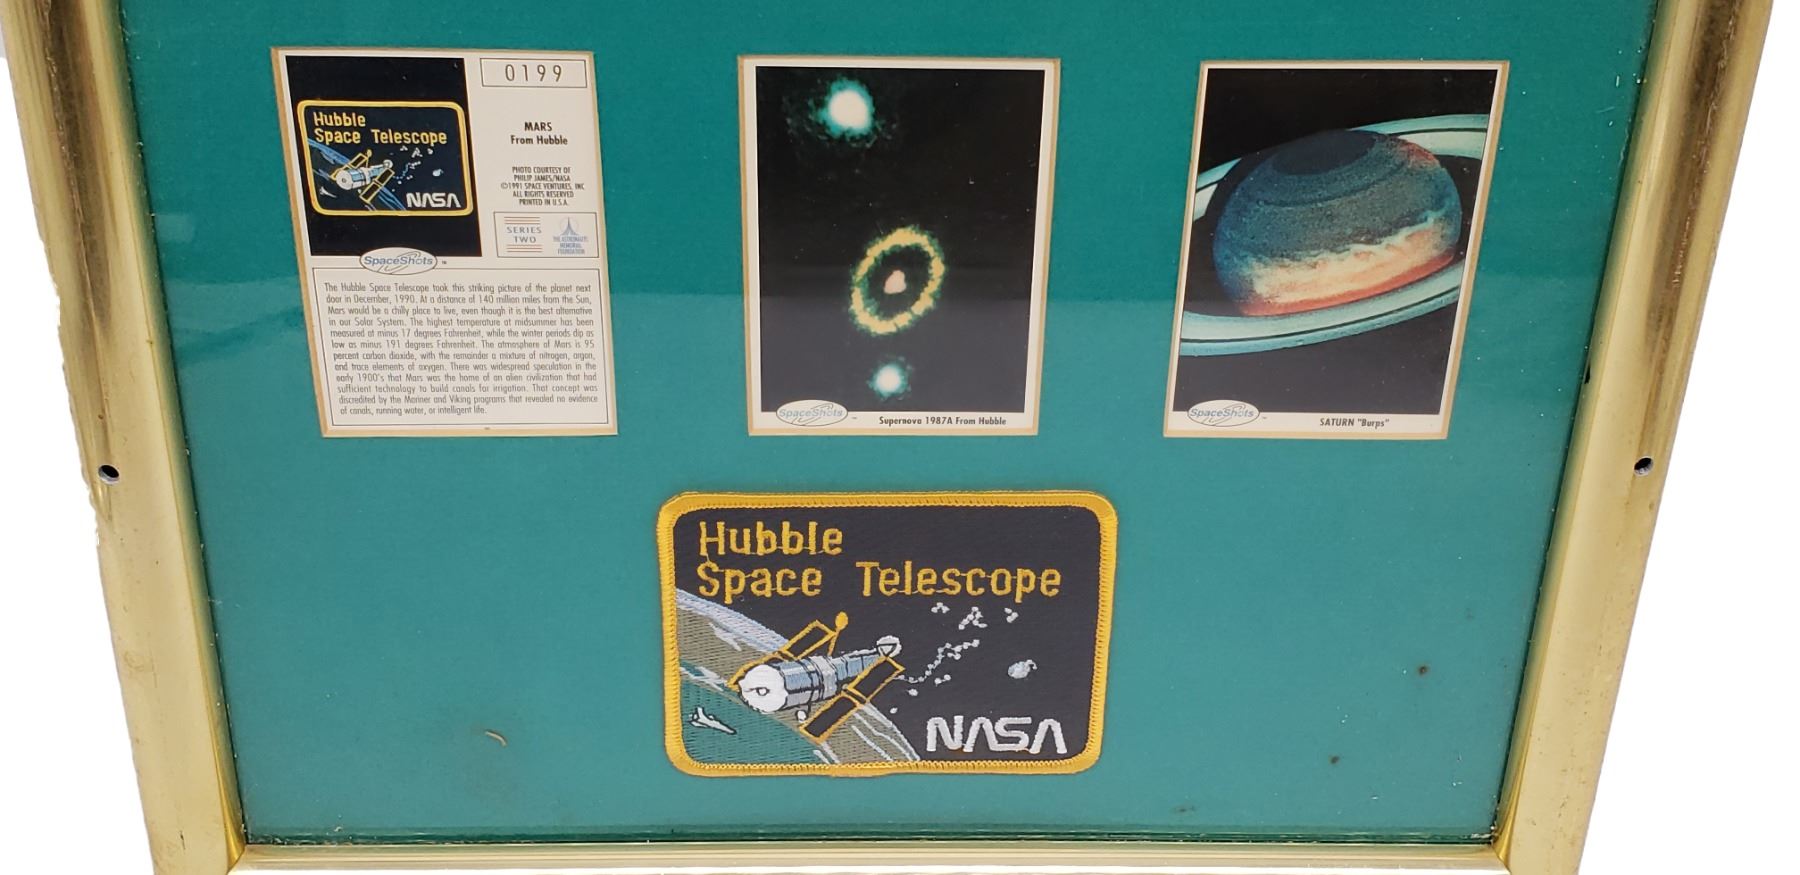 0199
Hubble
Space Telescope
NASA
MARS
From Hubble
PHOTO COURTESY OF
PHILIP JAMES/NASA
©1991 SPACE VENTURES, INC
ALL RIGHTS RESERVED
PRINTED IN U.S.A.
SERIES
TWO
THE ASTRONAUTS
MEMORIAL
FOUNDATION
SpaceShots ™
The Hubble Space Telescope took this striking picture of the planet next
door in December, 1990. At a distance of 140 million miles from the Sun,
Mars would be a chilly place to live, even though it is the best alternative
in our Solar System. The highest temperature at midsummer has been
measured at minus 17 degrees Fahrenheit, while the winter periods dip as
low as minus 191 degrees Fahrenheit. The atmosphere of Mars is 95
percent carbon dioxide, with the remainder a mixture of nitrogen, argon,
and trace elements of oxygen. There was widespread speculation in the
early 1900's that Mars was the home of an alien civilization that had
sufficient technology to build canals for irrigation. That concept was
discredited by the Mariner and Viking programs that revealed no evidence
of canals, running water, or intelligent life.
SpaceShots ™
Supernova 1987A From Hubble
SpaceShots ™
SATURN "Burps"
Hubble
Space Telescope
NASA